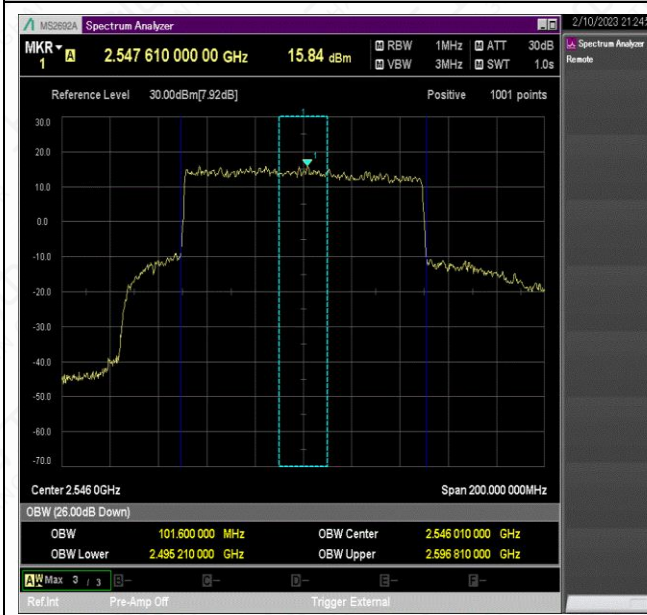 MS2692A Spectrum Analyzer
2/10/2023 21:24:5
MKR 1 A 2.547 610 000 00 GHz 15.84 dBm
M RBW 1MHz M ATT 30dB
M VBW 3MHz M SWT 1.0s
Spectrum Analyzer
Remote
Reference Level 30.00dBm[7.92dB] Positive 1001 points
30.0
20.0
10.0
0.0
-10.0
-20.0
-30.0
-40.0
-50.0
-60.0
-70.0
1
1
Center 2.546 0GHz Span 200.000 000MHz
OBW (26.00dB Down)
OBW 101.600 000 MHz OBW Center 2.546 010 000 GHz
OBW Lower 2.495 210 000 GHz OBW Upper 2.596 810 000 GHz
A W Max 3 / 3 B- C- D- E- F-
Ref.Int Pre-Amp Off Trigger External